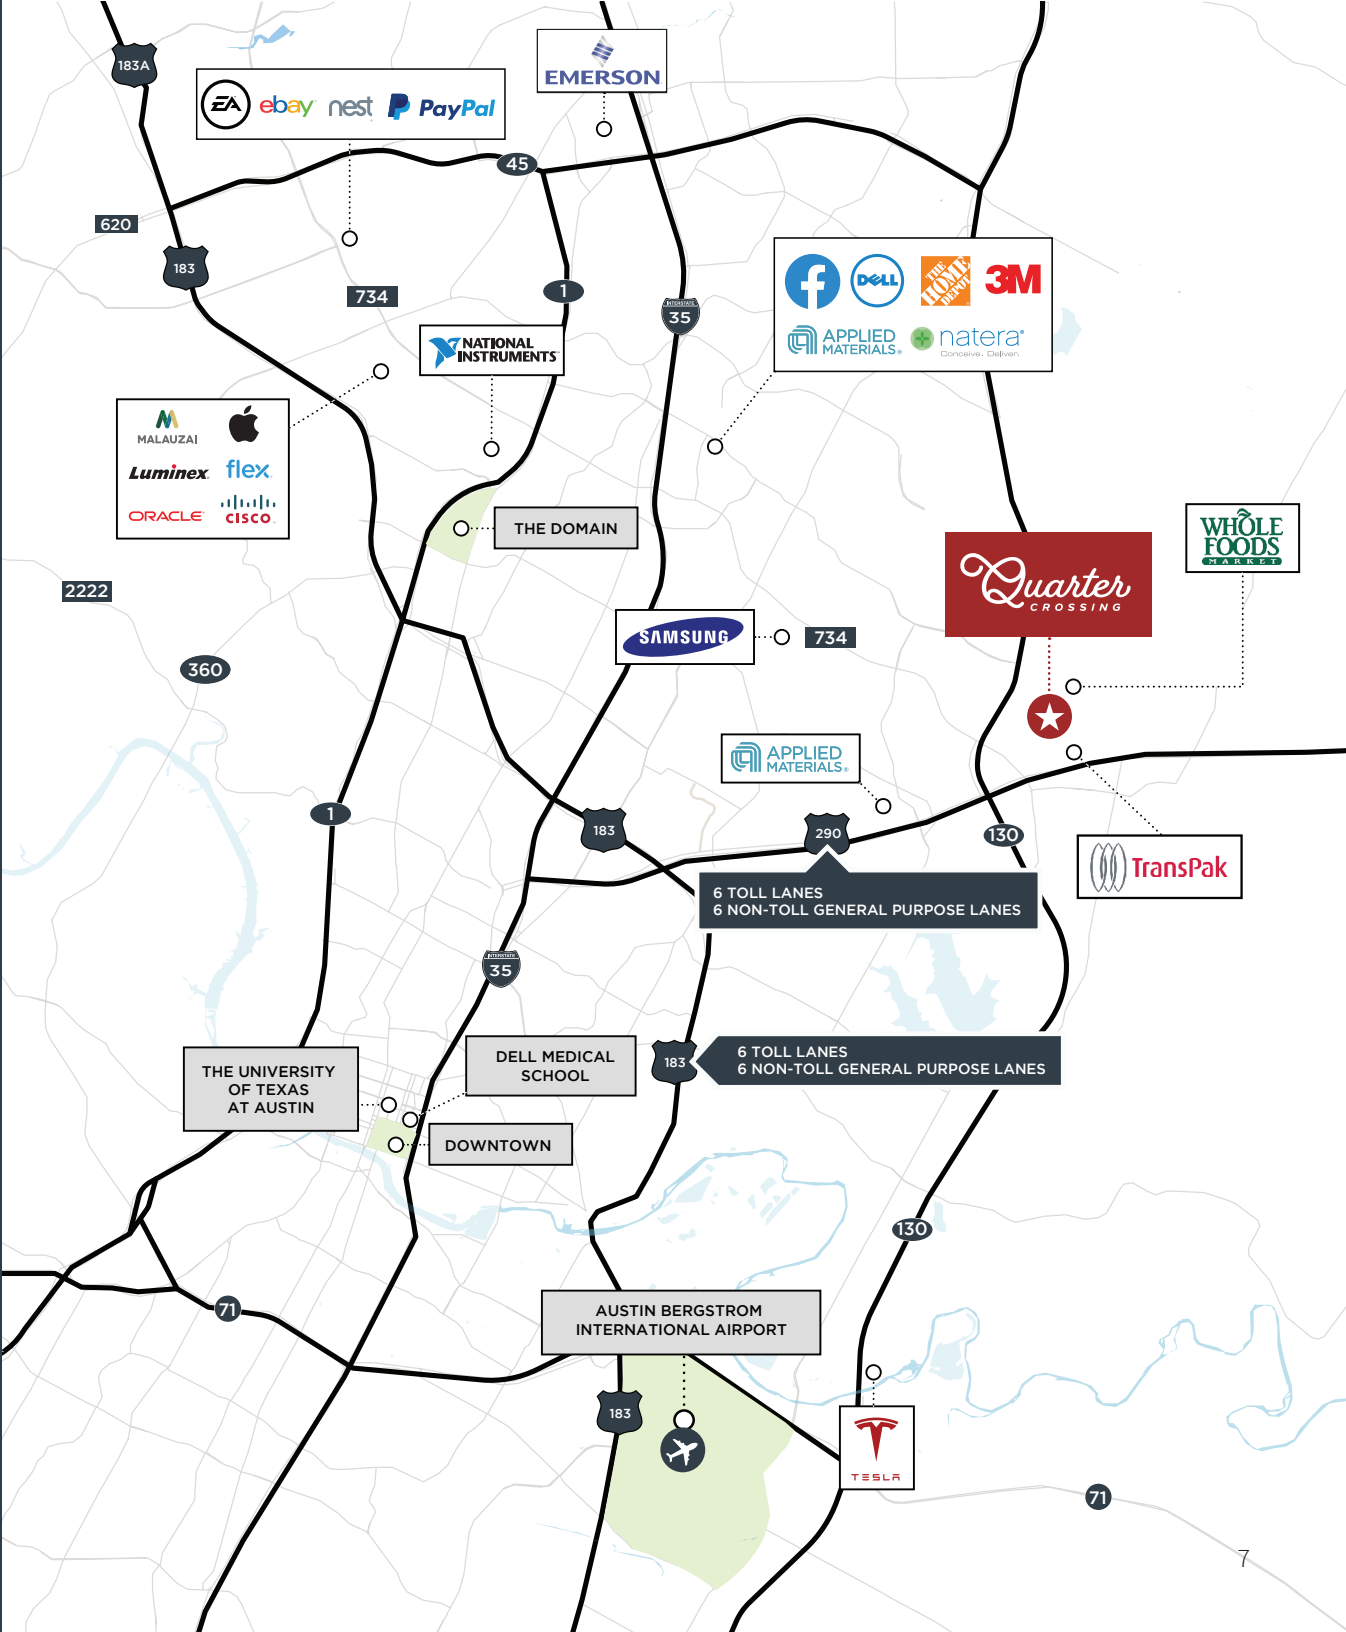 183A
EMERSON
EA
ebay
nest
PayPal
45
620
183
734
1
INTERSTATE
35
f
DELL
THE HOME DEPOT
3M
APPLIED
MATERIALS®
natera®
Conceive. Deliver.
NATIONAL
INSTRUMENTS
MALAUZAI
Luminex
flex
ORACLE
CISCO
THE DOMAIN
WHOLE
FOODS
MARKET
Quarter
CROSSING
2222
SAMSUNG
734
360
APPLIED
MATERIALS®
1
183
290
130
TransPak
6 TOLL LANES
6 NON-TOLL GENERAL PURPOSE LANES
INTERSTATE
35
THE UNIVERSITY
OF TEXAS
AT AUSTIN
DELL MEDICAL
SCHOOL
183
6 TOLL LANES
6 NON-TOLL GENERAL PURPOSE LANES
DOWNTOWN
130
71
AUSTIN BERGSTROM
INTERNATIONAL AIRPORT
183
TESLA
71
7